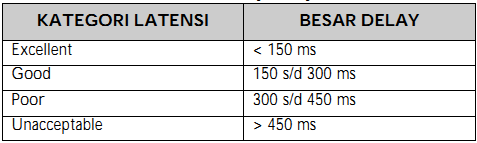 KATEGORI LATENSI BESAR DELAY
Excellent < 150 ms
Good 150 s/d 300 ms
Poor 300 s/d 450 ms
Unacceptable > 450 ms